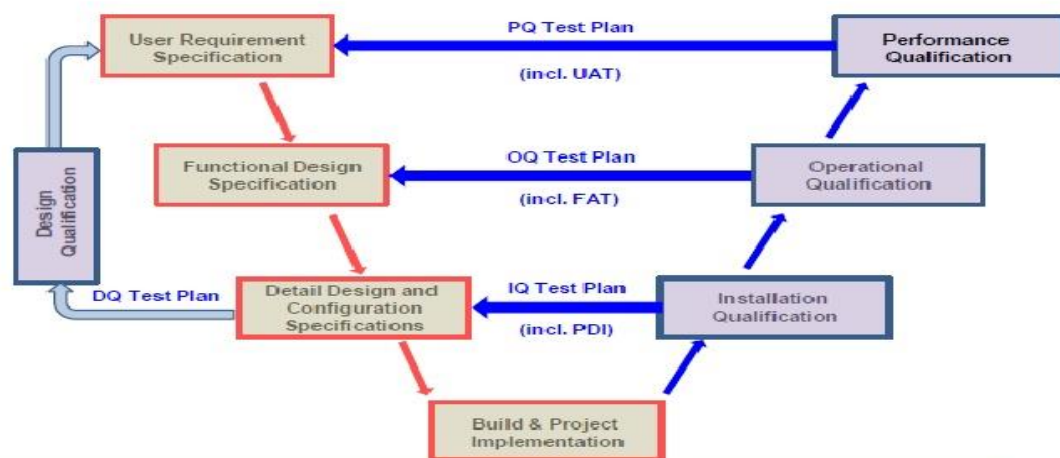 User Requirement
Specification
PQ Test Plan
(incl. UAT)
Performance
Qualification
Functional Design
Specification
OQ Test Plan
(incl. FAT)
Operational
Qualification
Design
Qualification
DQ Test Plan
Detail Design and
Configuration
Specifications
IQ Test Plan
(incl. PDI)
Installation
Qualification
Build & Project
Implementation